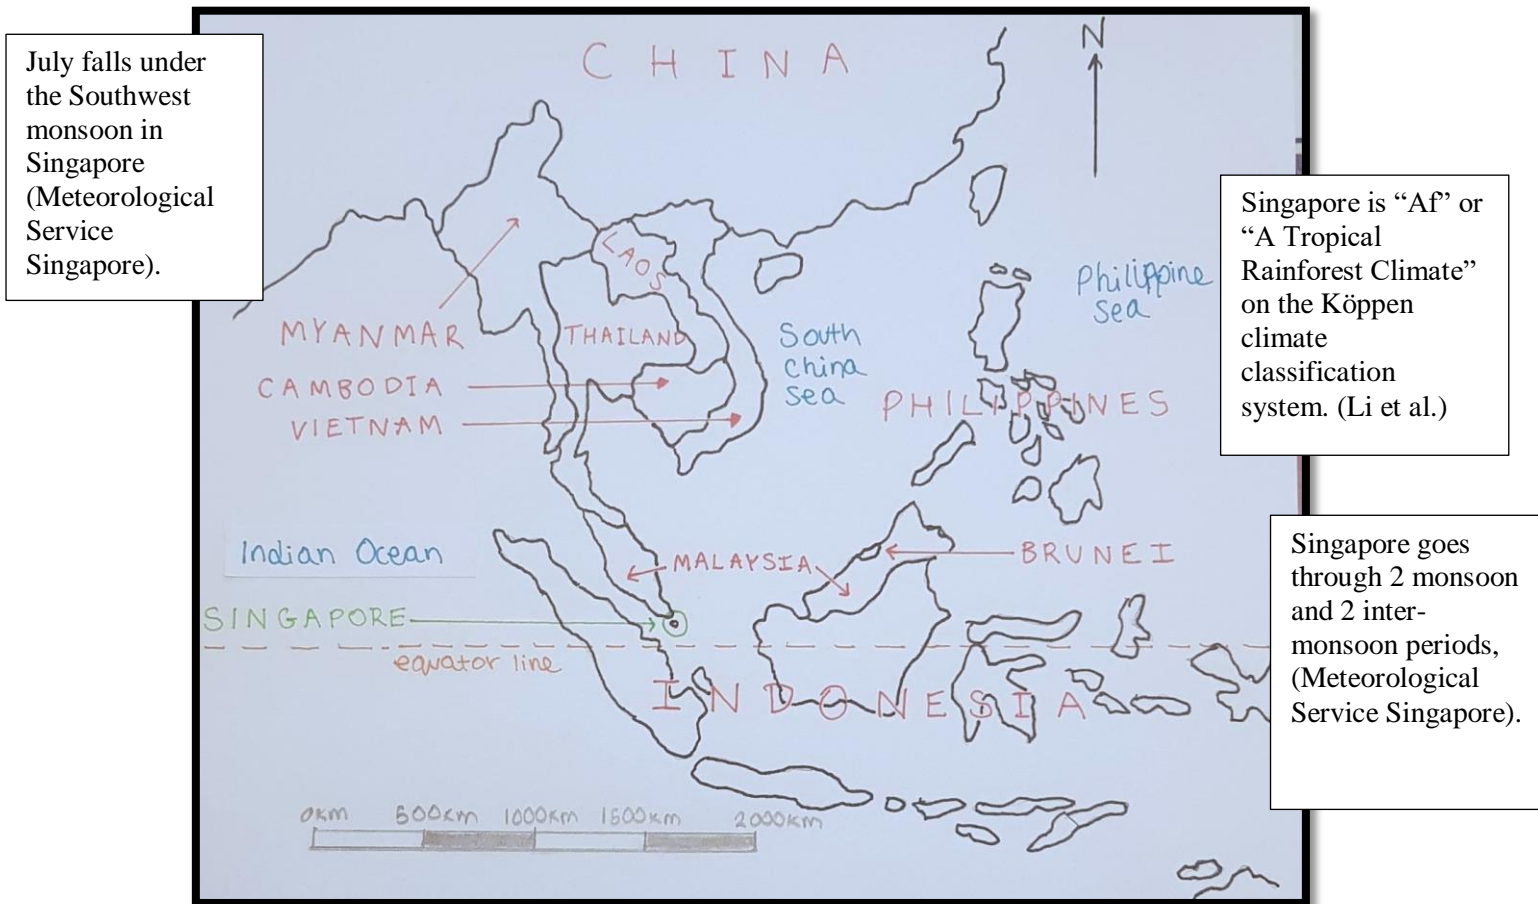 July falls under
the Southwest
monsoon in
Singapore
(Meteorological
Service
Singapore).
CHINA
N
Singapore is “Af” or
“A Tropical
Rainforest Climate”
on the Köppen
climate
classification
system. (Li et al.)
LAOS
Philippine
sea
MYANMAR
THAILAND
South
china
sea
CAMBODIA
PHILIPPINES
VIETNAM
Indian Ocean
MALAYSIA
BRUNEI
Singapore goes
through 2 monsoon
and 2 inter-
monsoon periods,
(Meteorological
Service Singapore).
SINGAPORE
equator line
INDONESIA
0km 500km 1000km 1500km 2000km